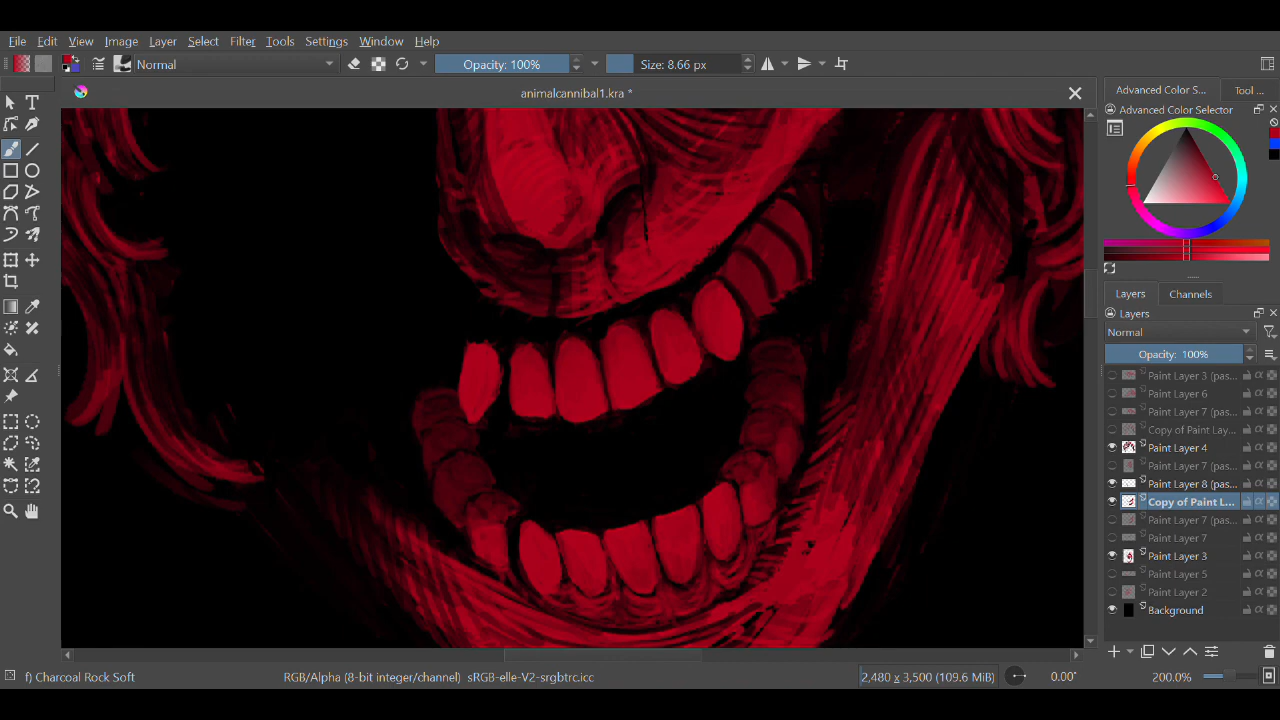 File Edit View Image Layer Select Filter Tools Settings Window Help
Normal Opacity: 100% Size: 8.66 px
animalcannibal1.kra *
Advanced Color S... Tool ...
Advanced Color Selector
Layers Channels
Layers
Normal
Opacity: 100%
Paint Layer 3 (pas...
Paint Layer 6
Paint Layer 7 (pas...
Copy of Paint Lay...
Paint Layer 4
Paint Layer 7 (pas...
Paint Layer 8 (pas...
Copy of Paint L...
Paint Layer 7 (pas...
Paint Layer 7
Paint Layer 3
Paint Layer 5
Paint Layer 2
Background
f) Charcoal Rock Soft RGB/Alpha (8-bit integer/channel) sRGB-elle-V2-srgbtrc.icc 2,480 x 3,500 (109.6 MiB) 0.00° 200.0%